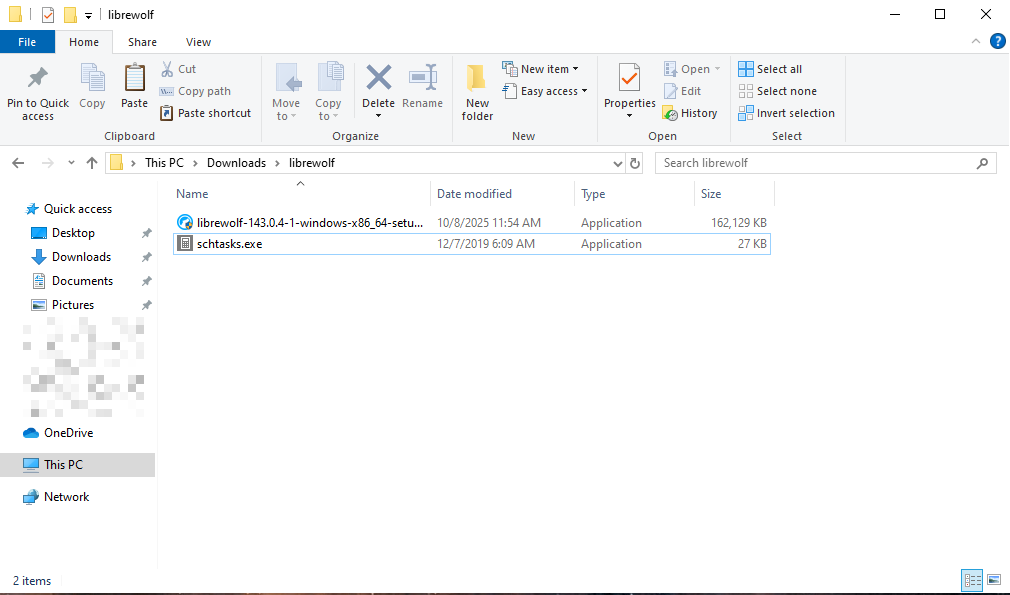 librewolf
File Home Share View
Pin to Quick access
Copy
Paste
Cut
Copy path
Paste shortcut
Clipboard
Move to
Copy to
Delete
Rename
Organize
New folder
New item
Easy access
New
Properties
Open
Edit
History
Open
Select all
Select none
Invert selection
Select
This PC > Downloads > librewolf
Search librewolf
Name Date modified Type Size
librewolf-143.0.4-1-windows-x86_64-setu... 10/8/2025 11:54 AM Application 162,129 KB
schtasks.exe 12/7/2019 6:09 AM Application 27 KB
Quick access
Desktop
Downloads
Documents
Pictures
OneDrive
This PC
Network
2 items